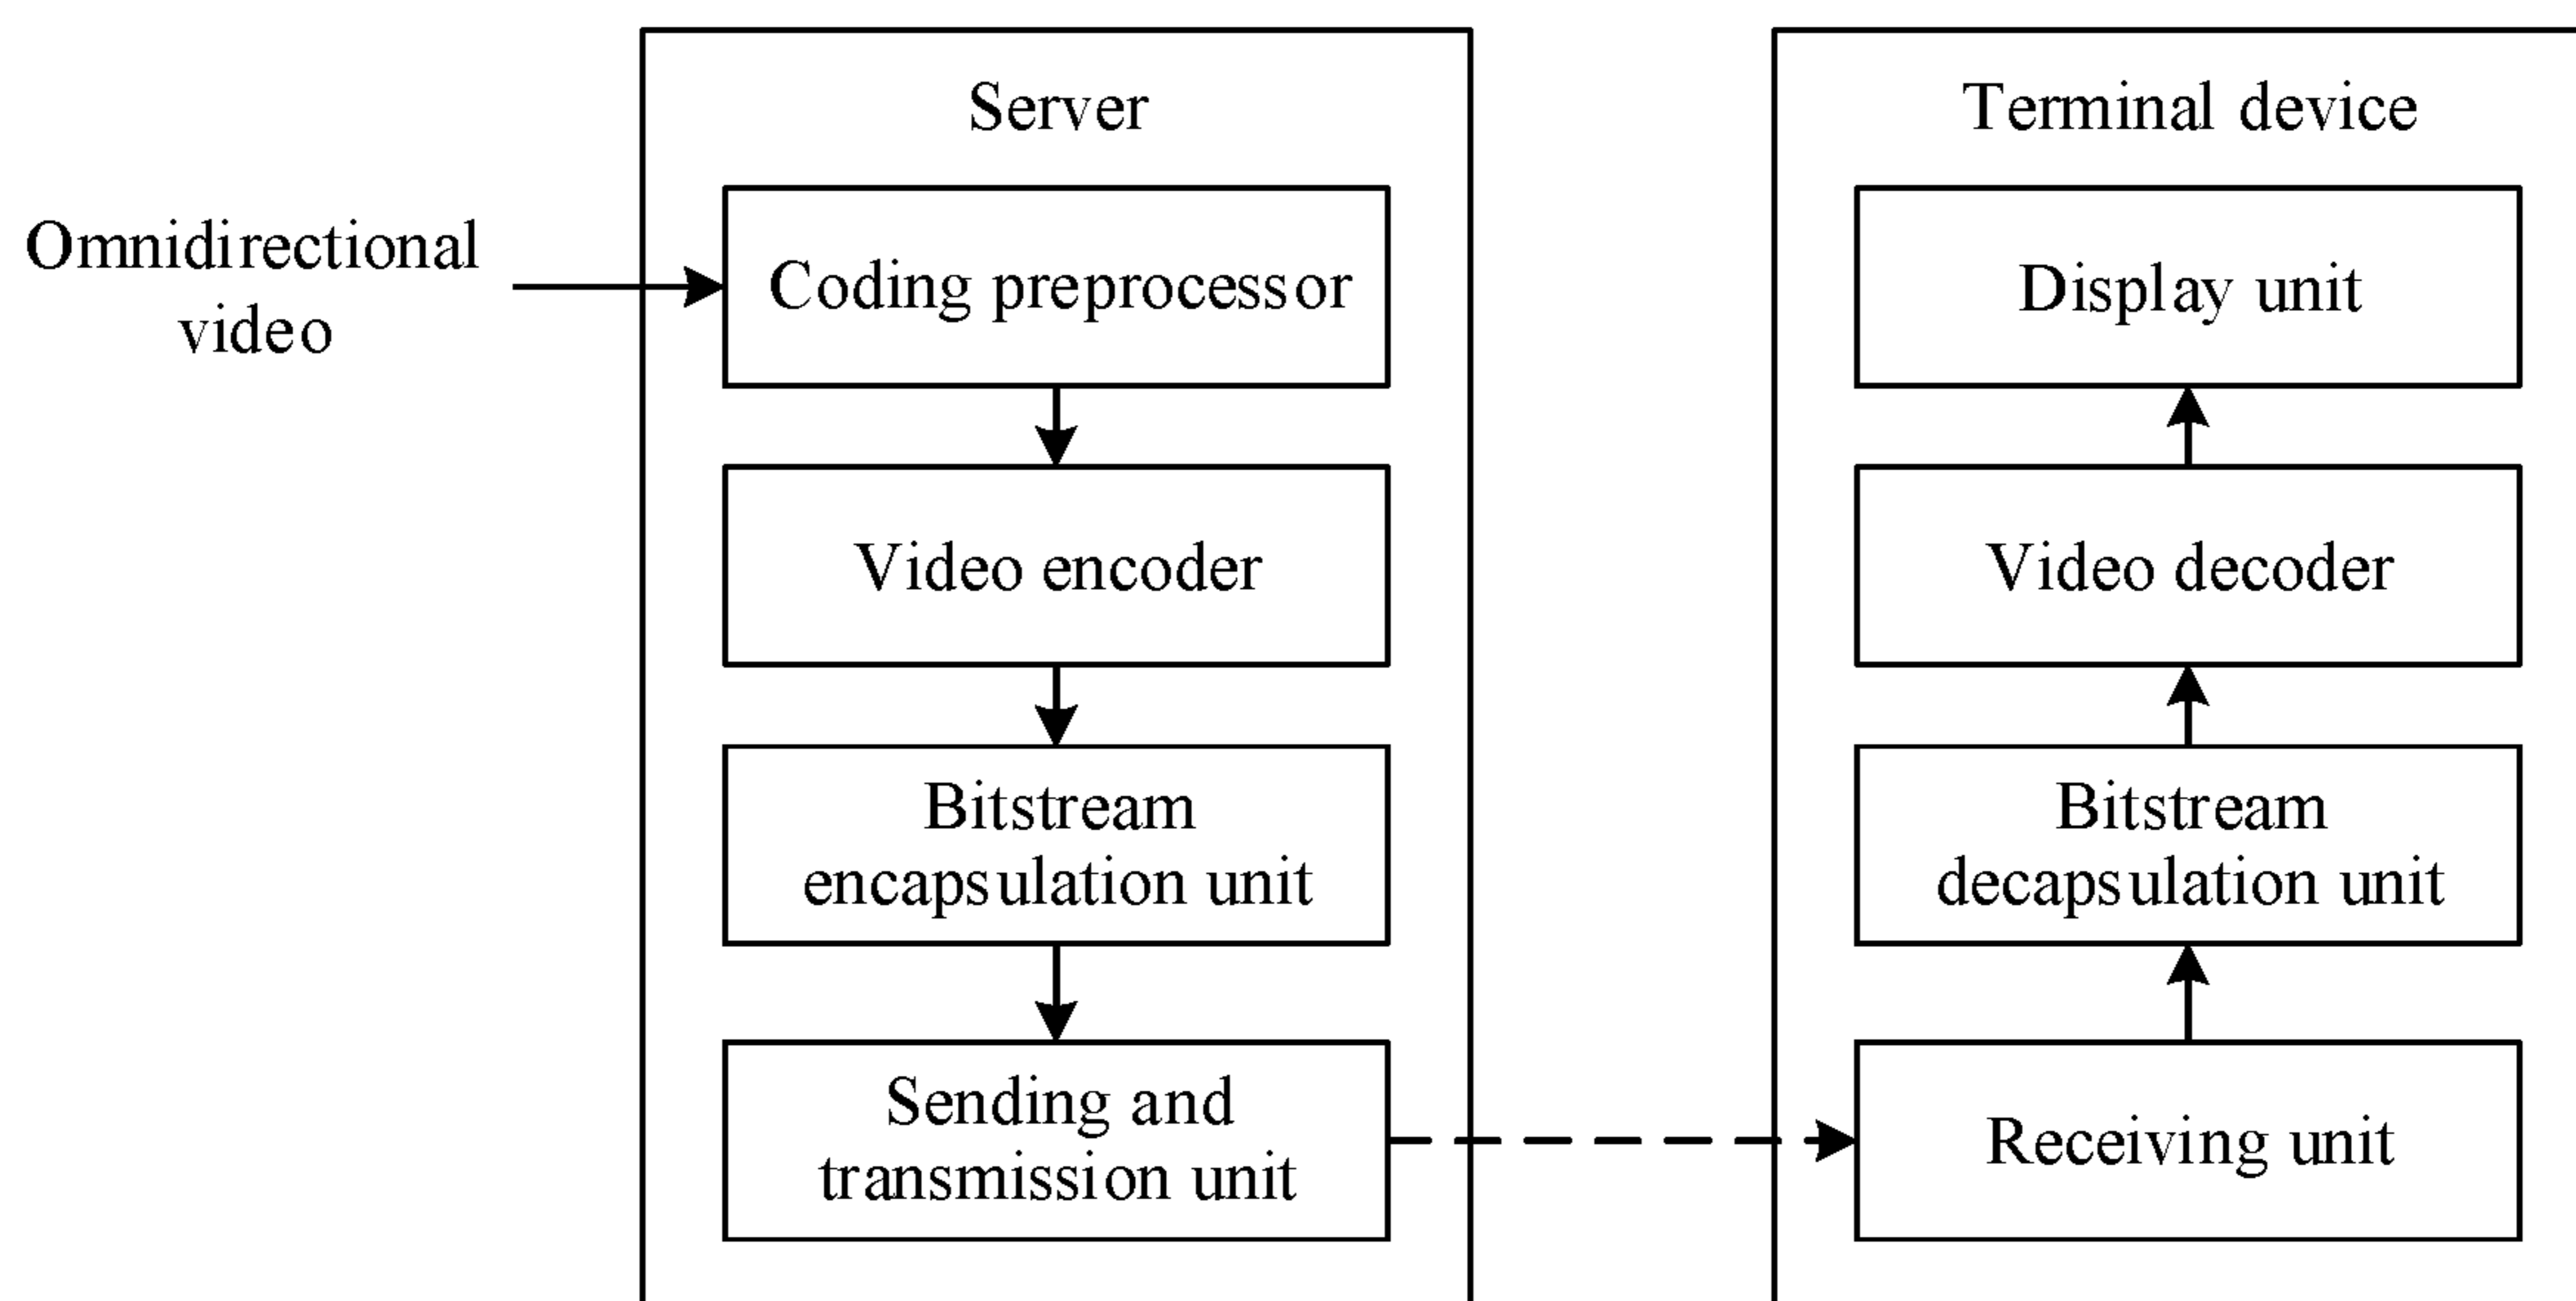 Omnidirectional
video
Server
Coding preprocessor
Video encoder
Bitstream
encapsulation unit
Sending and
transmission unit
Terminal device
Display unit
Video decoder
Bitstream
decapsulation unit
Receiving unit